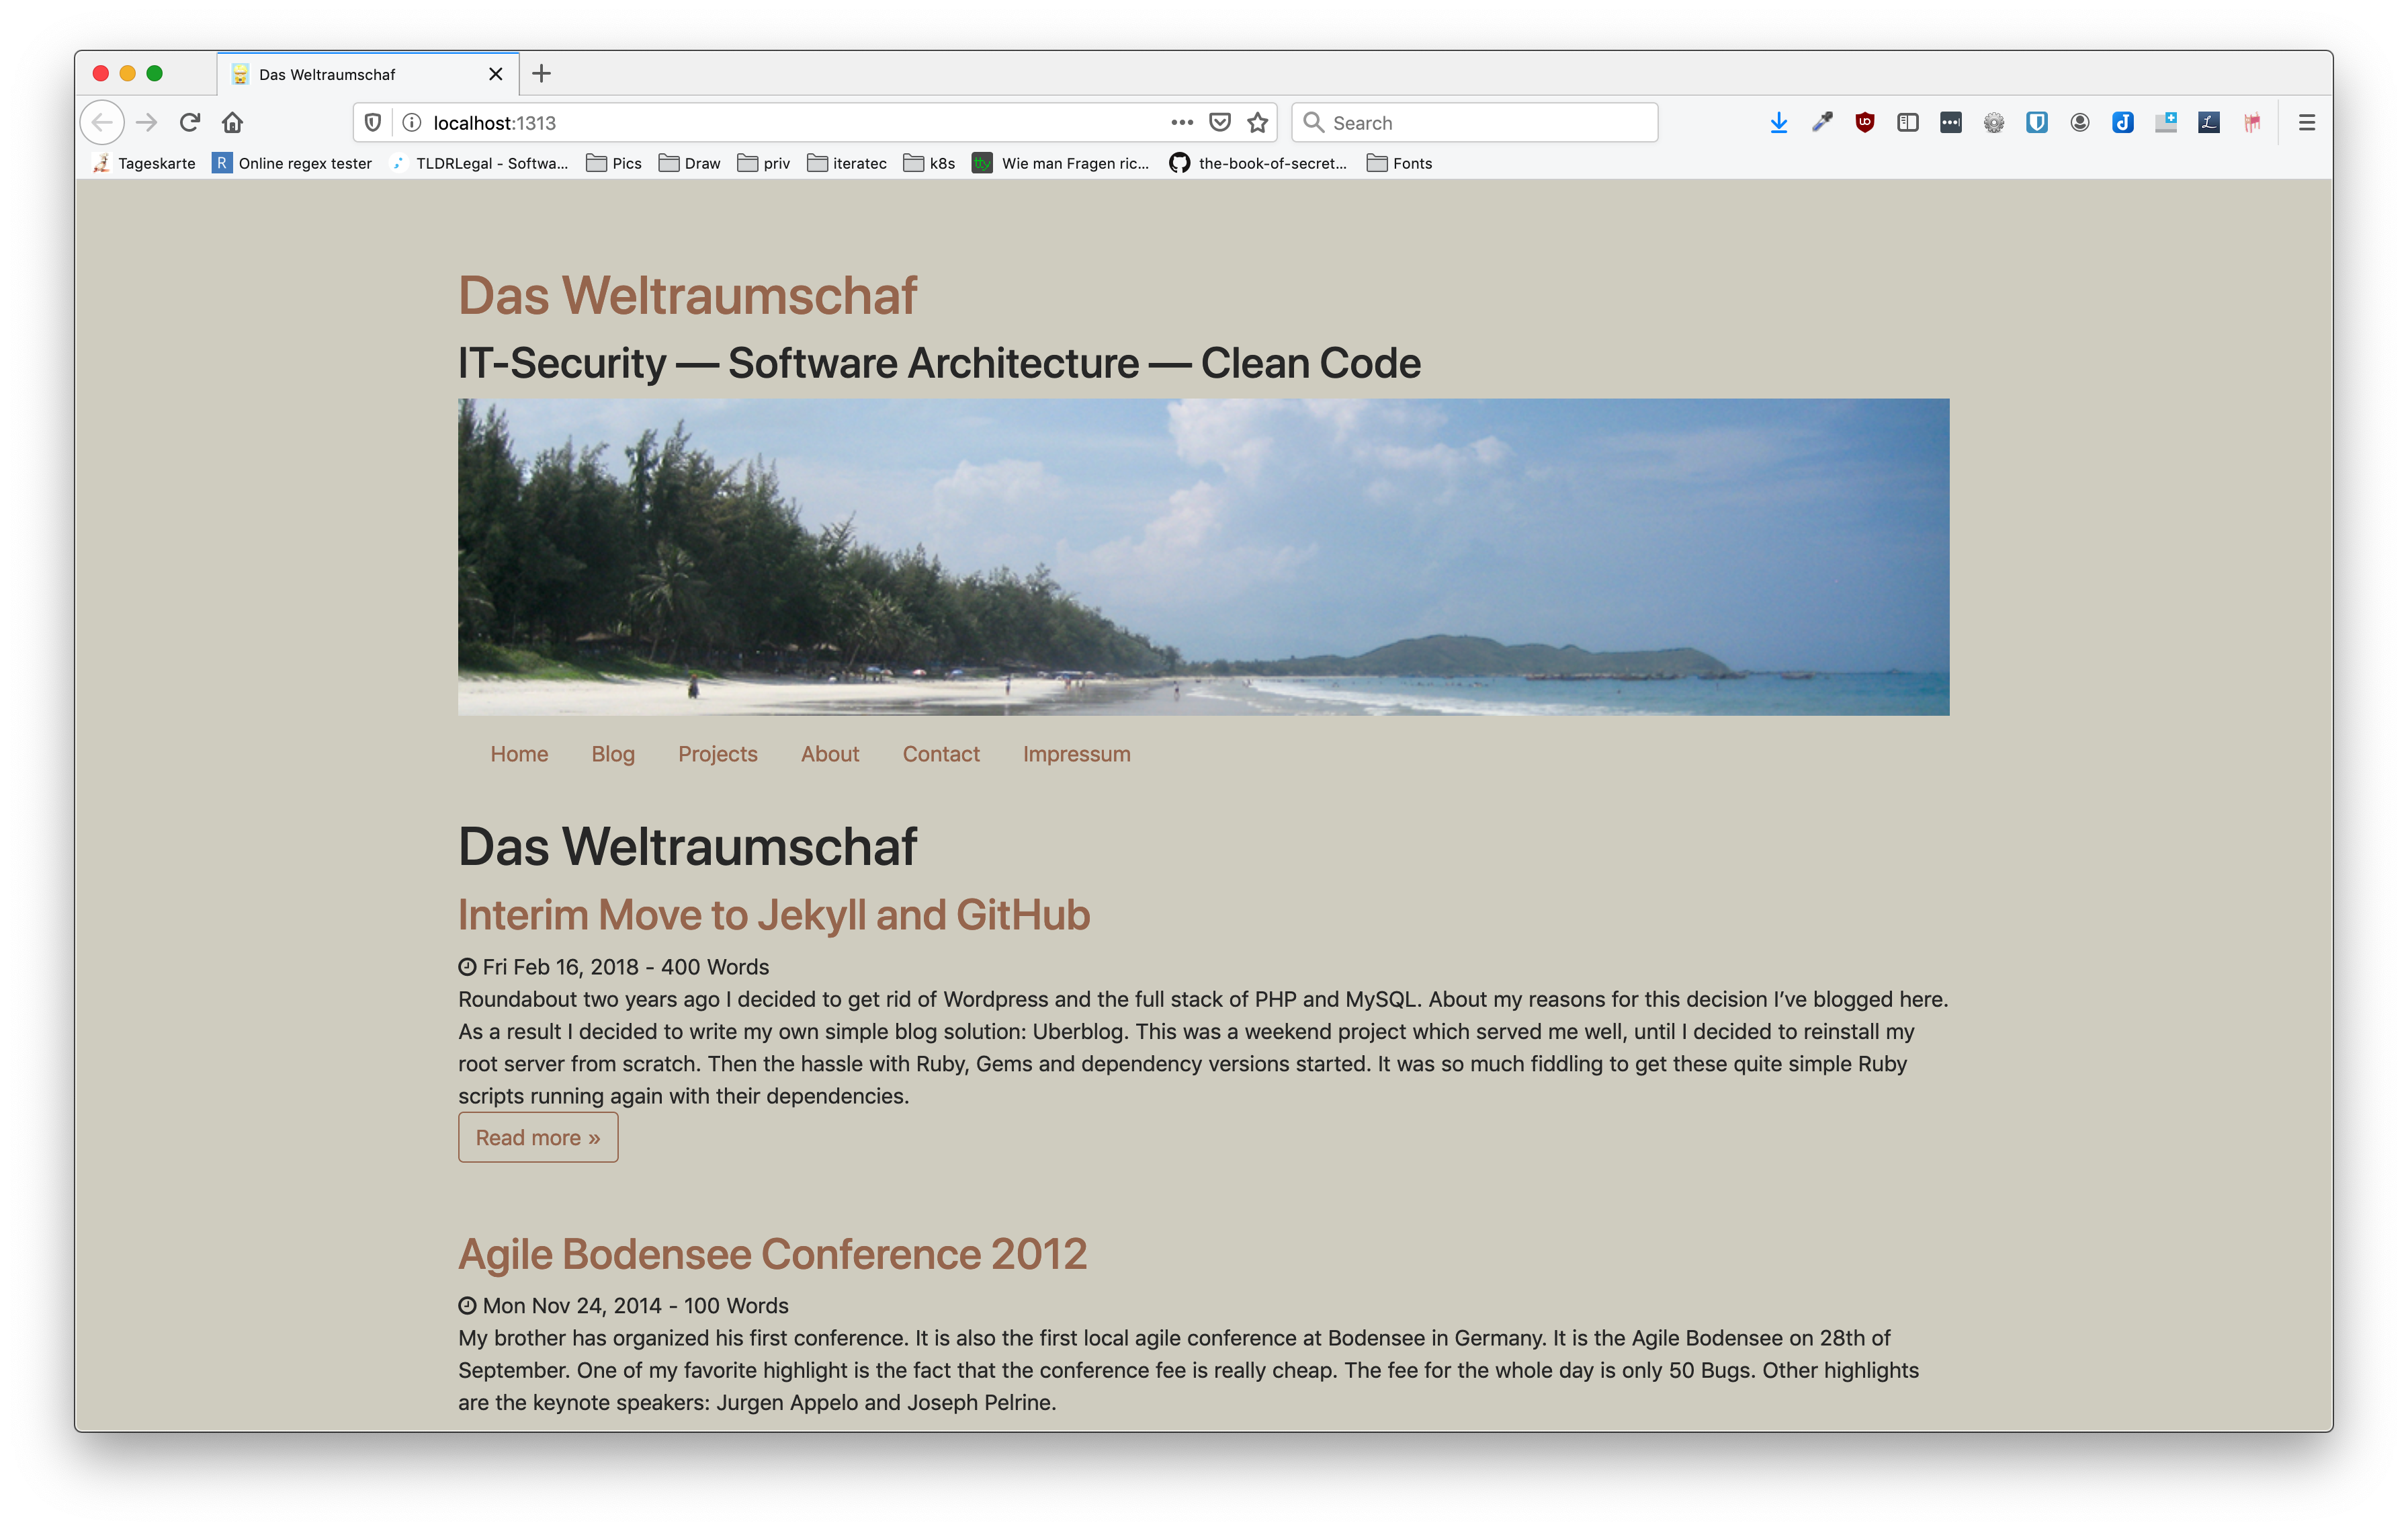 Das Weltraumschaf
localhost:1313
Search
Tageskarte
R Online regex tester
TLDRLegal - Softwa...
Pics
Draw
priv
iteratec
k8s
tty Wie man Fragen ric...
the-book-of-secret...
Fonts
Das Weltraumschaf
IT-Security — Software Architecture — Clean Code
Home Blog Projects About Contact Impressum
Das Weltraumschaf
Interim Move to Jekyll and GitHub
Fri Feb 16, 2018 - 400 Words
Roundabout two years ago I decided to get rid of Wordpress and the full stack of PHP and MySQL. About my reasons for this decision I’ve blogged here.
As a result I decided to write my own simple blog solution: Uberblog. This was a weekend project which served me well, until I decided to reinstall my
root server from scratch. Then the hassle with Ruby, Gems and dependency versions started. It was so much fiddling to get these quite simple Ruby
scripts running again with their dependencies.
Read more »
Agile Bodensee Conference 2012
Mon Nov 24, 2014 - 100 Words
My brother has organized his first conference. It is also the first local agile conference at Bodensee in Germany. It is the Agile Bodensee on 28th of
September. One of my favorite highlight is the fact that the conference fee is really cheap. The fee for the whole day is only 50 Bugs. Other highlights
are the keynote speakers: Jurgen Appelo and Joseph Pelrine.